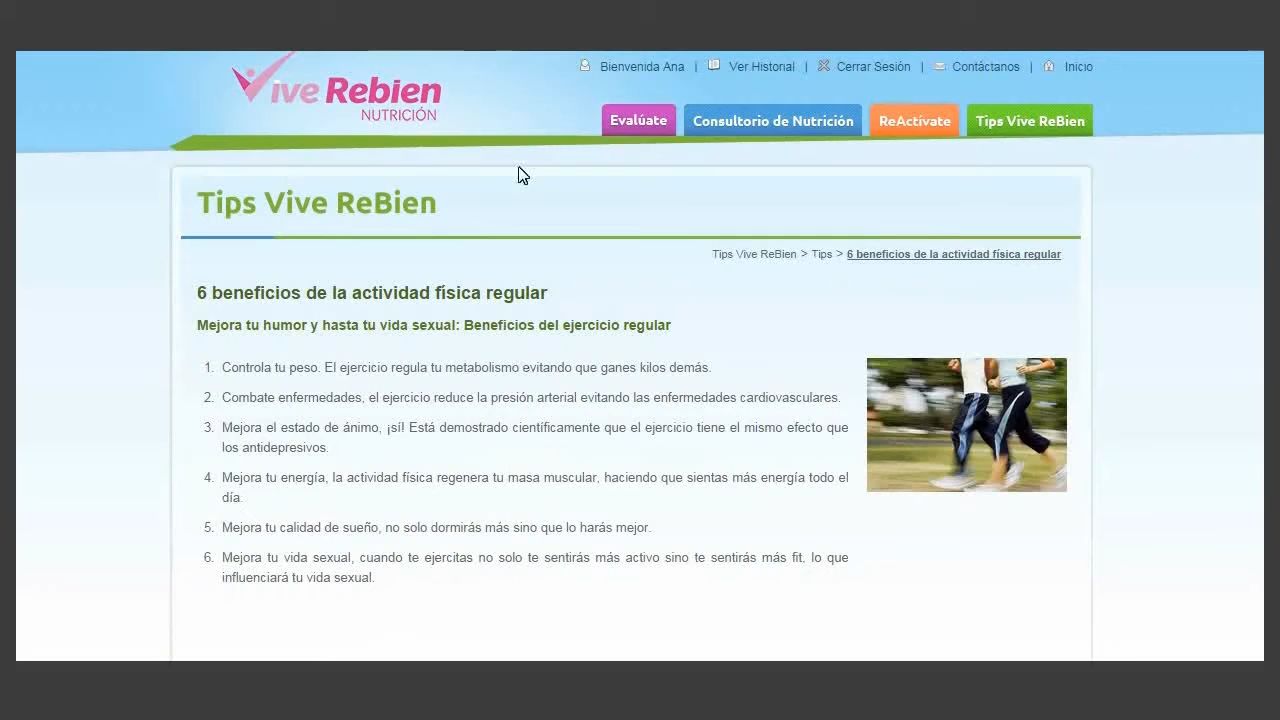 Vive Rebien
NUTRICIÓN
Bienvenida Ana | Ver Historial | Cerrar Sesión | Contáctanos | Inicio
Evalúate Consultorio de Nutrición ReActívate Tips Vive ReBien
Tips Vive ReBien
Tips Vive ReBien > Tips > 6 beneficios de la actividad física regular
6 beneficios de la actividad física regular
Mejora tu humor y hasta tu vida sexual: Beneficios del ejercicio regular
1. Controla tu peso. El ejercicio regula tu metabolismo evitando que ganes kilos demás.
2. Combate enfermedades, el ejercicio reduce la presión arterial evitando las enfermedades cardiovasculares.
3. Mejora el estado de ánimo, ¡sí! Está demostrado científicamente que el ejercicio tiene el mismo efecto que
los antidepresivos.
4. Mejora tu energía, la actividad física regenera tu masa muscular, haciendo que sientas más energía todo el
día.
5. Mejora tu calidad de sueño, no solo dormirás más sino que lo harás mejor.
6. Mejora tu vida sexual, cuando te ejercitas no solo te sentirás más activo sino te sentirás más fit, lo que
influenciará tu vida sexual.